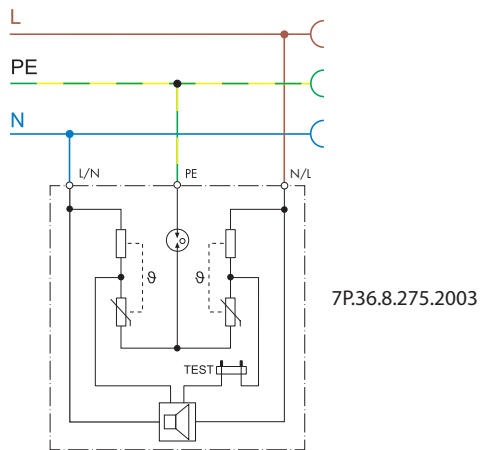 L
PE
N
L/N PE N/L
ϑ ϑ
7P.36.8.275.2003
TEST